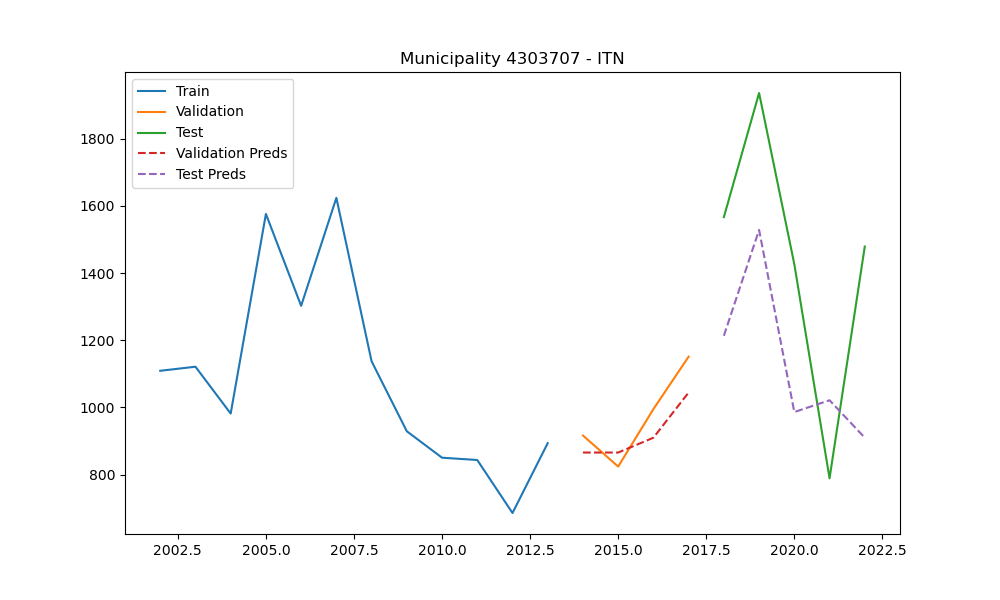 Municipality 4303707 - ITN
Train
Validation
Test
Validation Preds
Test Preds
1800
1600
1400
1200
1000
800
2002.5 2005.0 2007.5 2010.0 2012.5 2015.0 2017.5 2020.0 2022.5